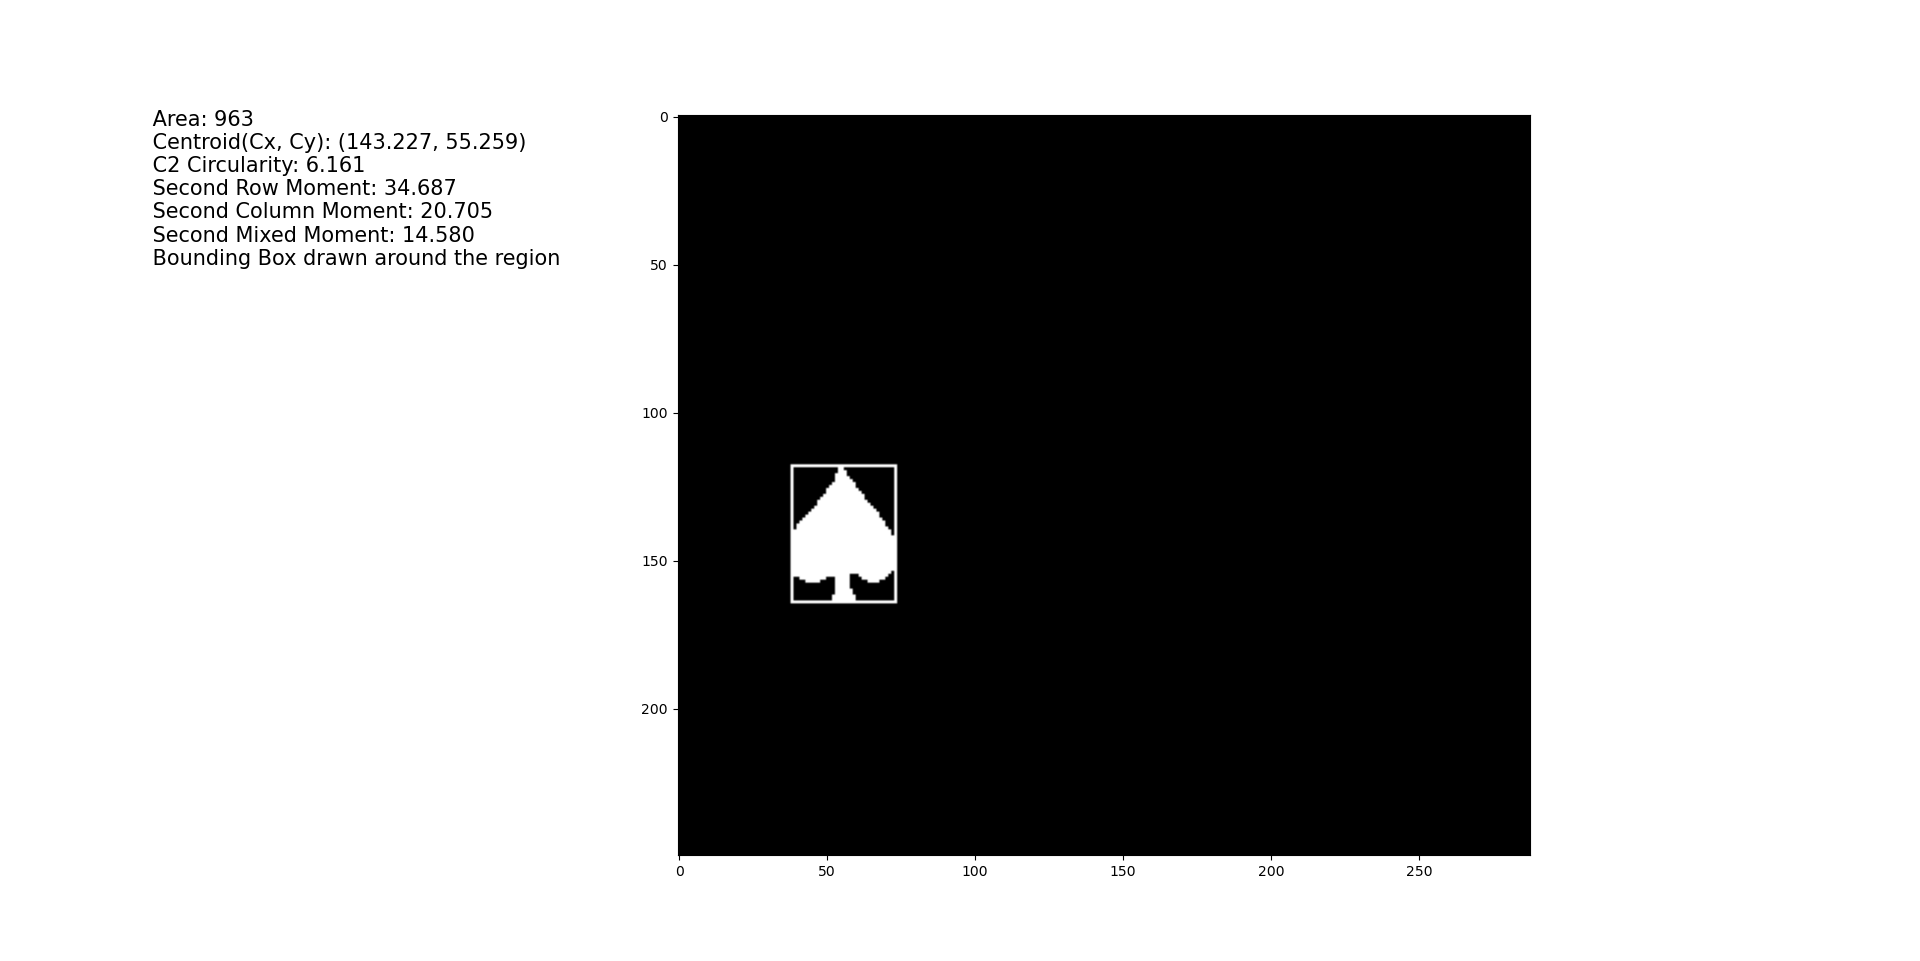 Area: 963
Centroid(Cx, Cy): (143.227, 55.259)
C2 Circularity: 6.161
Second Row Moment: 34.687
Second Column Moment: 20.705
Second Mixed Moment: 14.580
Bounding Box drawn around the region
0
50
100
150
200
0 50 100 150 200 250